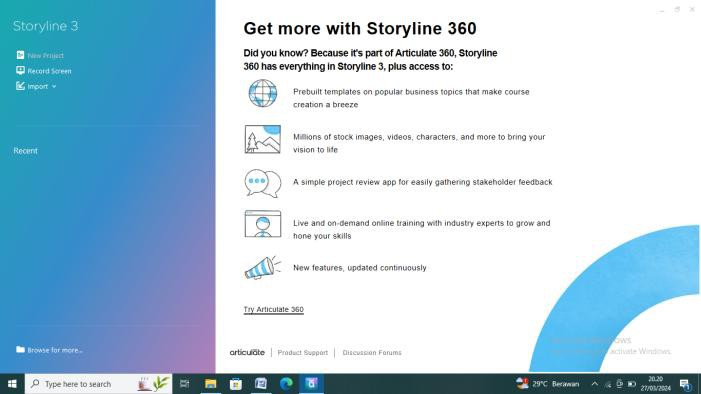 Storyline 3
New Project
Record Screen
Import
Recent
Browse for more...
Get more with Storyline 360
Did you know? Because it's part of Articulate 360, Storyline
360 has everything in Storyline 3, plus access to:
Prebuilt templates on popular business topics that make course
creation a breeze
Millions of stock images, videos, characters, and more to bring your
vision to life
A simple project review app for easily gathering stakeholder feedback
Live and on-demand online training with industry experts to grow and
hone your skills
New features, updated continuously
Try Articulate 360
articulate
Product Support
Discussion Forums
activate Windows.
Type here to search
29°C Berawan
20.20
27/03/2024